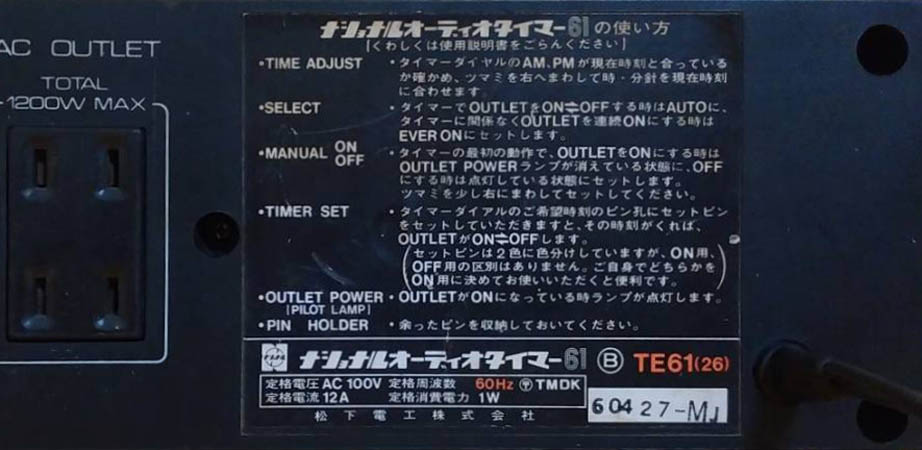 AC OUTLET
TOTAL
1200W MAX
ナショナルオーディオタイマー61の使い方
[くわしくは使用説明書をごらんください]
•TIME ADJUST •タイマーダイヤルのAM、PMが現在時刻と合っている
か確かめ、ツマミを右へまわして時・分針を現在時刻
に合わせます。
•SELECT •タイマーでOUTLETをON⇌OFFする時はAUTOに、
タイマーに関係なくOUTLETを連続ONにする時は
EVER ONにセットします。
•MANUAL ON OFF •タイマーの最初の動作で、OUTLETをONにする時は
OUTLET POWERランプが消えている状態に、OFF
にする時は点灯している状態にセットします。
ツマミを少し右にまわしてセットしてください。
•TIMER SET •タイマーダイアルのご希望時刻のピン孔にセットピン
をセットしていただきますと、その時刻がくれば、
OUTLETがON⇌OFFします。
(セットピンは2色に色分けしていますが、ON用、
OFF用の区別はありません。ご自身でどちらかを
ON用に決めてお使いいただくと便利です。)
•OUTLET POWER •OUTLETがONになっている時ランプが点灯します。
[PILOT LAMP]
•PIN HOLDER •余ったピンを収納しておいてください。
ナショナルオーディオタイマー61 Ⓑ TE61(26)
定格電圧 AC 100V 定格周波数 60Hz 〒 TMDK
定格電流 12A 定格消費電力 1W
60427-MJ
松下電工株式会社